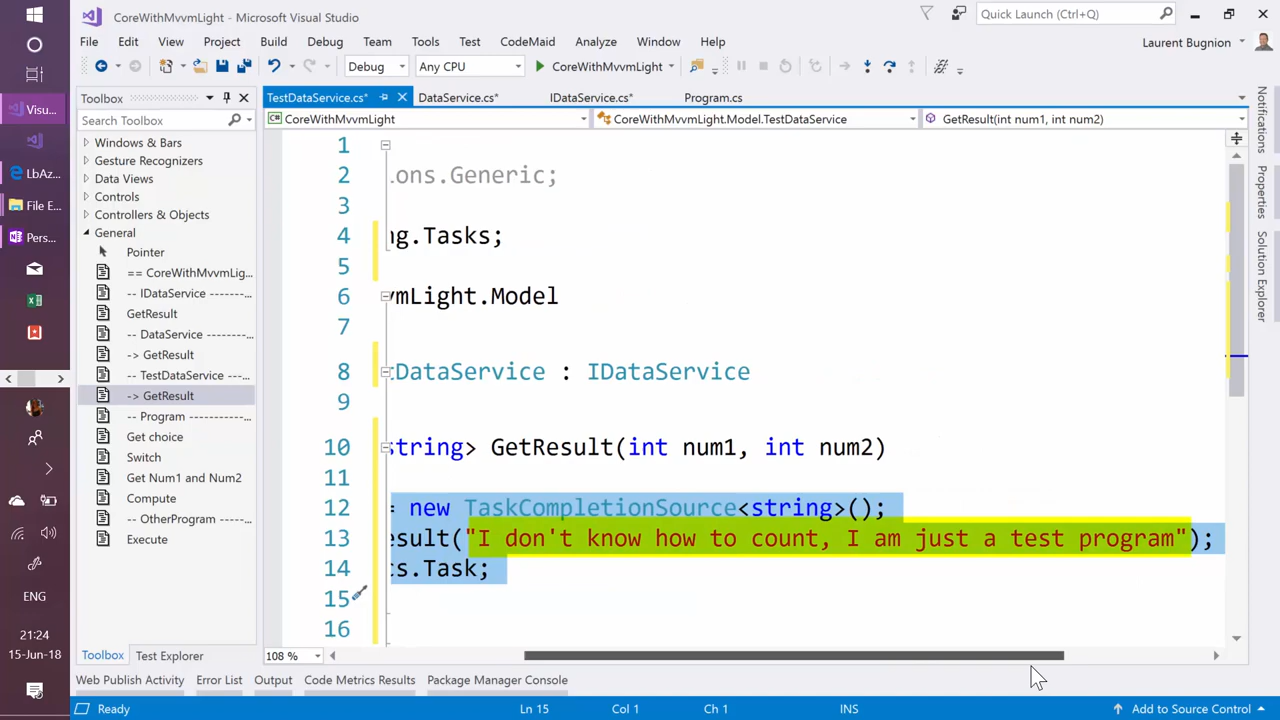 CoreWithMvvmLight - Microsoft Visual Studio
Quick Launch (Ctrl+Q)
File Edit View Project Build Debug Team Tools Test CodeMaid Analyze Window Help
Laurent Bugnion
Debug Any CPU CoreWithMvvmLight
Toolbox
Search Toolbox
Windows & Bars
Gesture Recognizers
Data Views
Controls
Controllers & Objects
General
Pointer
== CoreWithMvvmLig...
-- IDataService -------...
GetResult
-- DataService --------...
-> GetResult
-- TestDataService ---...
-> GetResult
-- Program -----------...
Get choice
Switch
Get Num1 and Num2
Compute
-- OtherProgram ------...
Execute
Toolbox Test Explorer
TestDataService.cs* DataService.cs* IDataService.cs* Program.cs
CoreWithMvvmLight CoreWithMvvmLight.Model.TestDataService GetResult(int num1, int num2)
1
2 ions.Generic;
3
4 ng.Tasks;
5
6 vmLight.Model
7
8 tDataService : IDataService
9
10 string> GetResult(int num1, int num2)
11
12 = new TaskCompletionSource<string>();
13 esult("I don't know how to count, I am just a test program");
14 cs.Task;
15
16
108 %
Notifications
Properties
Solution Explorer
Web Publish Activity Error List Output Code Metrics Results Package Manager Console
Ready Ln 15 Col 1 Ch 1 INS Add to Source Control
Visu...
LbAz...
File E...
Pers...
ENG
21:24
15-Jun-18